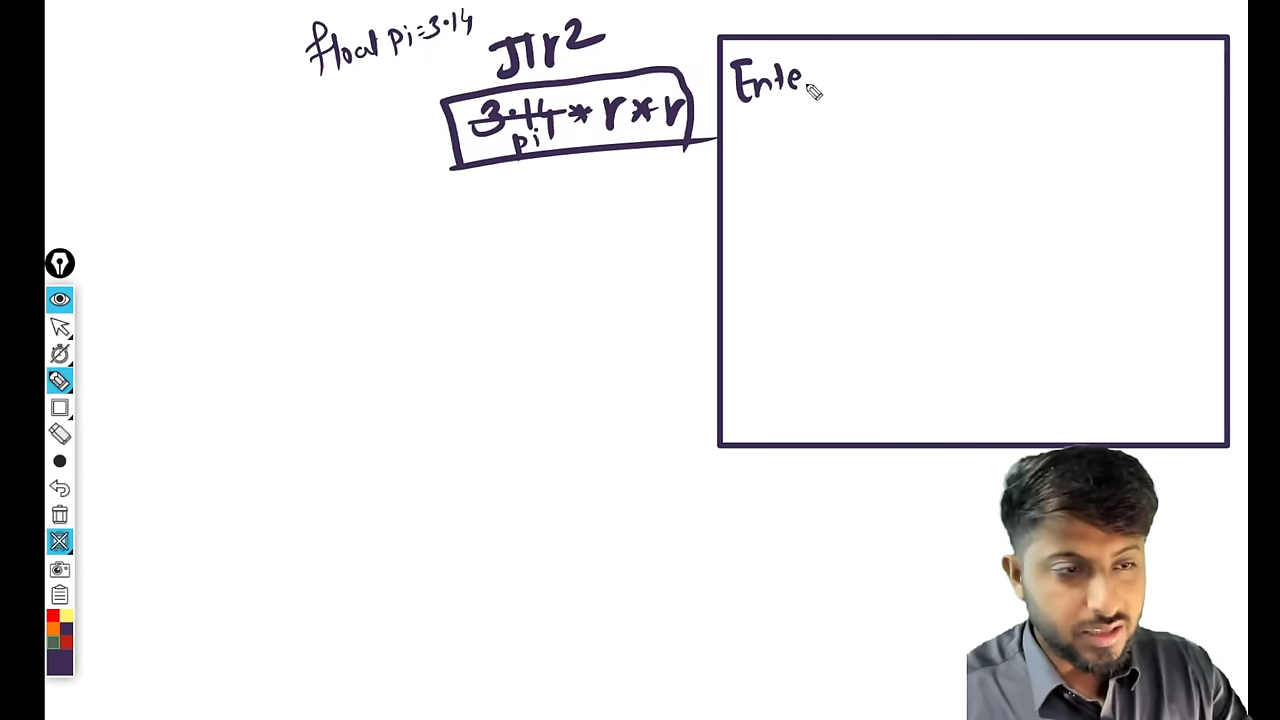 float pi=3.14
πr2
3.14 * r * r
pi
Ente